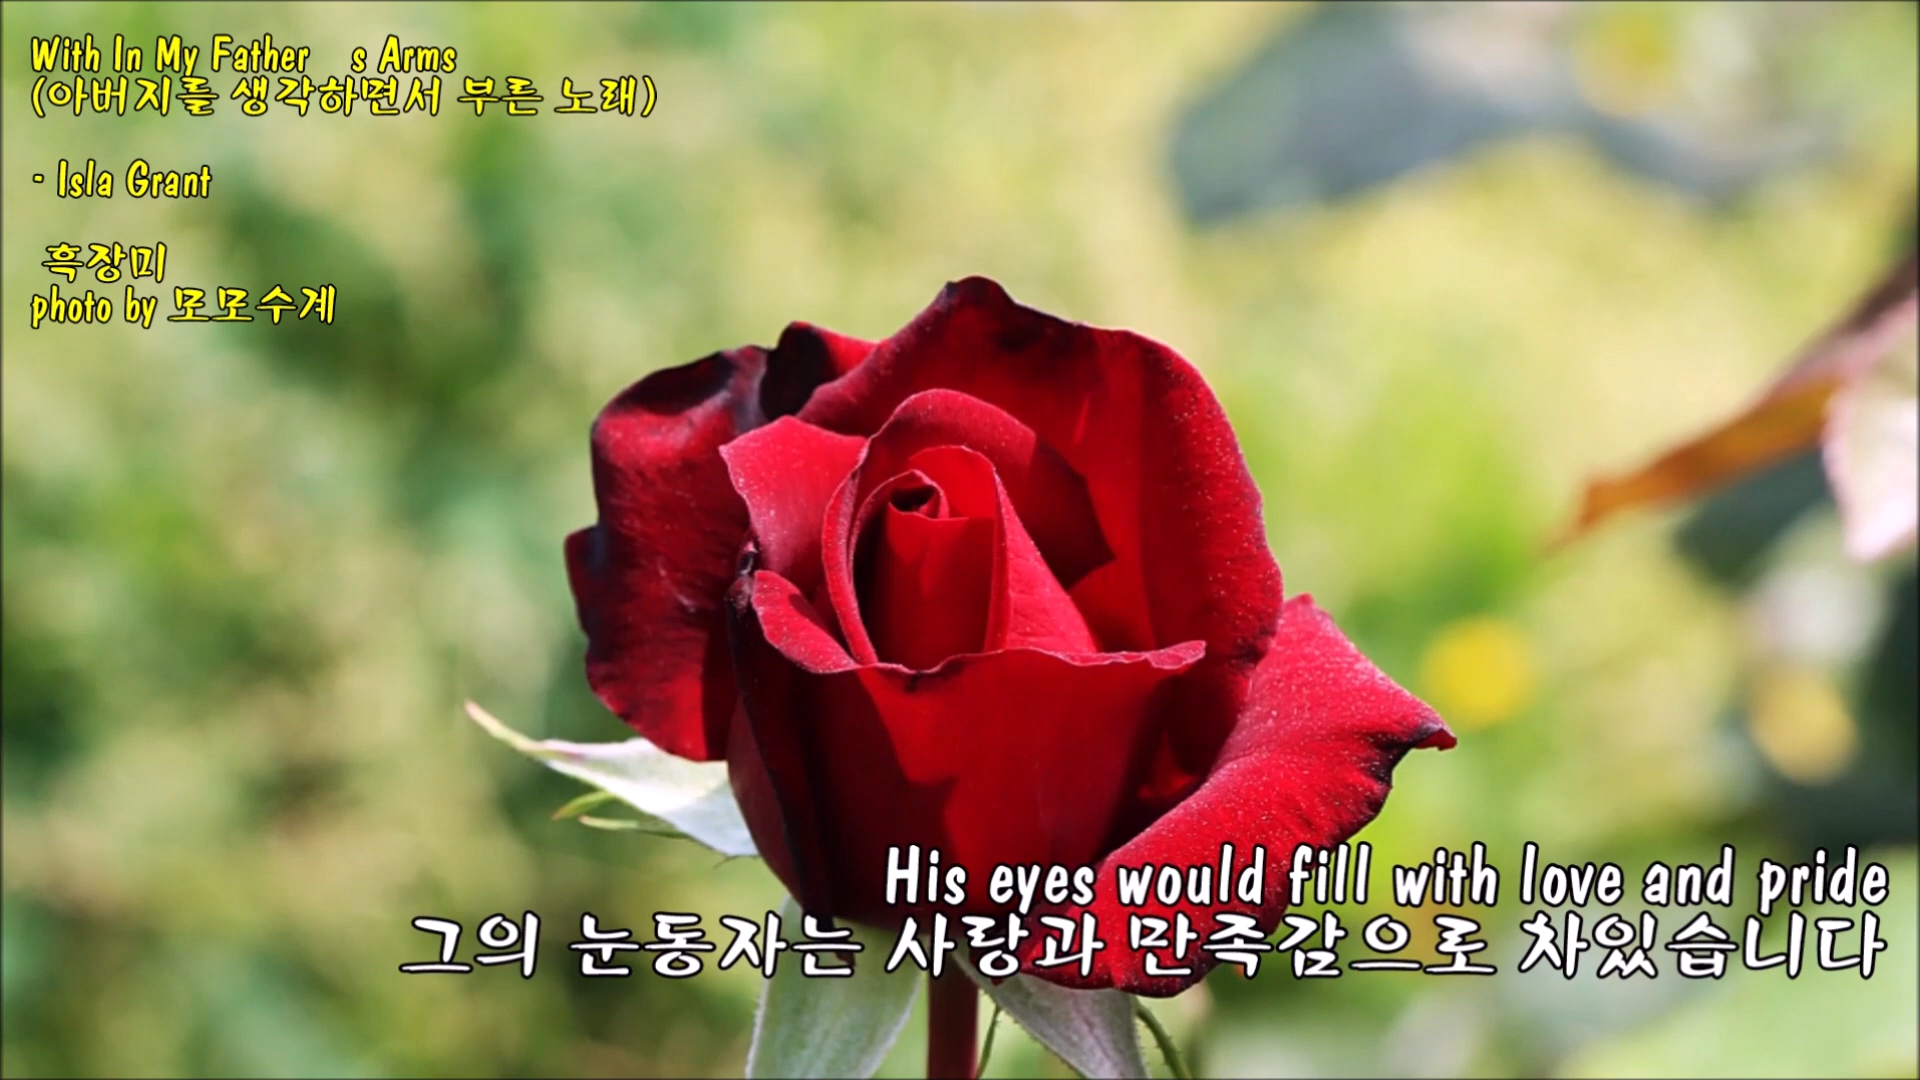 With In My Father s Arms
(아버지를 생각하면서 부른 노래)
- Isla Grant
흑장미
photo by 모모수계
His eyes would fill with love and pride
그의 눈동자는 사랑과 만족감으로 차있습니다